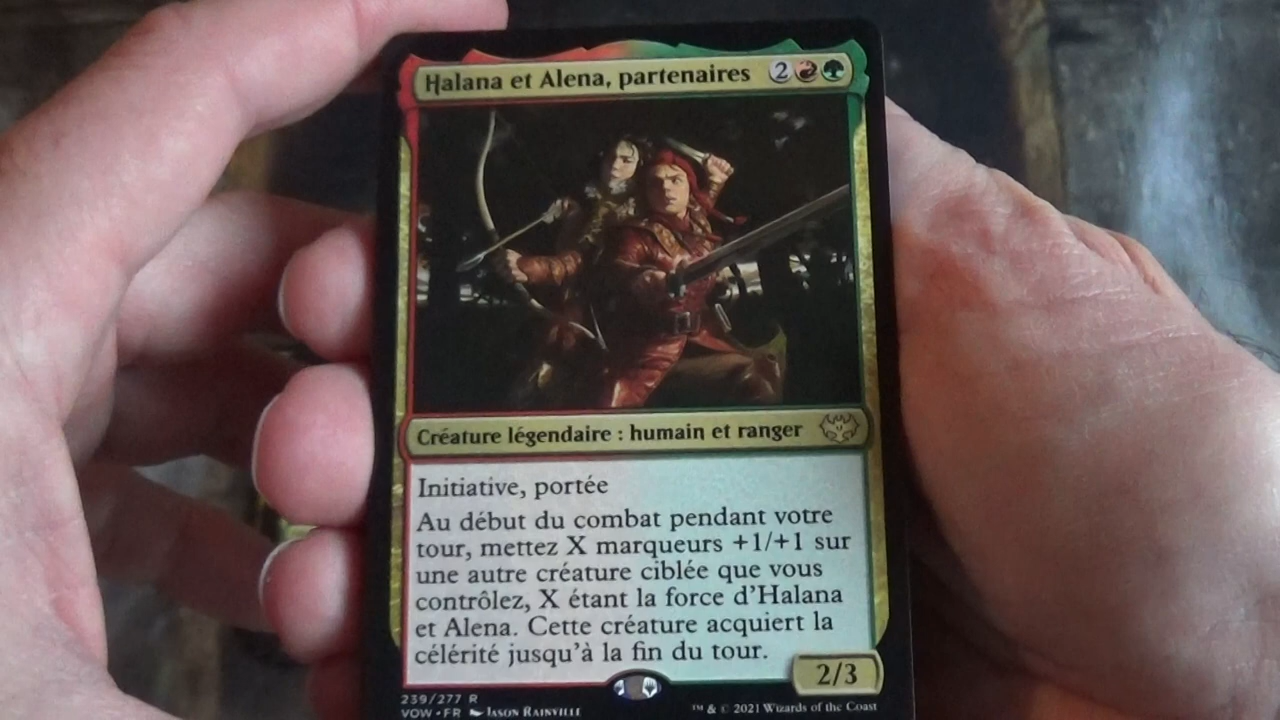 Halana et Alena, partenaires 2
Créature légendaire : humain et ranger
Initiative, portée
Au début du combat pendant votre
tour, mettez X marqueurs +1/+1 sur
une autre créature ciblée que vous
contrôlez, X étant la force d'Halana
et Alena. Cette créature acquiert la
célérité jusqu'à la fin du tour.
2/3
239/277 R
VOW • FR Jason Rainville
™ & © 2021 Wizards of the Coast